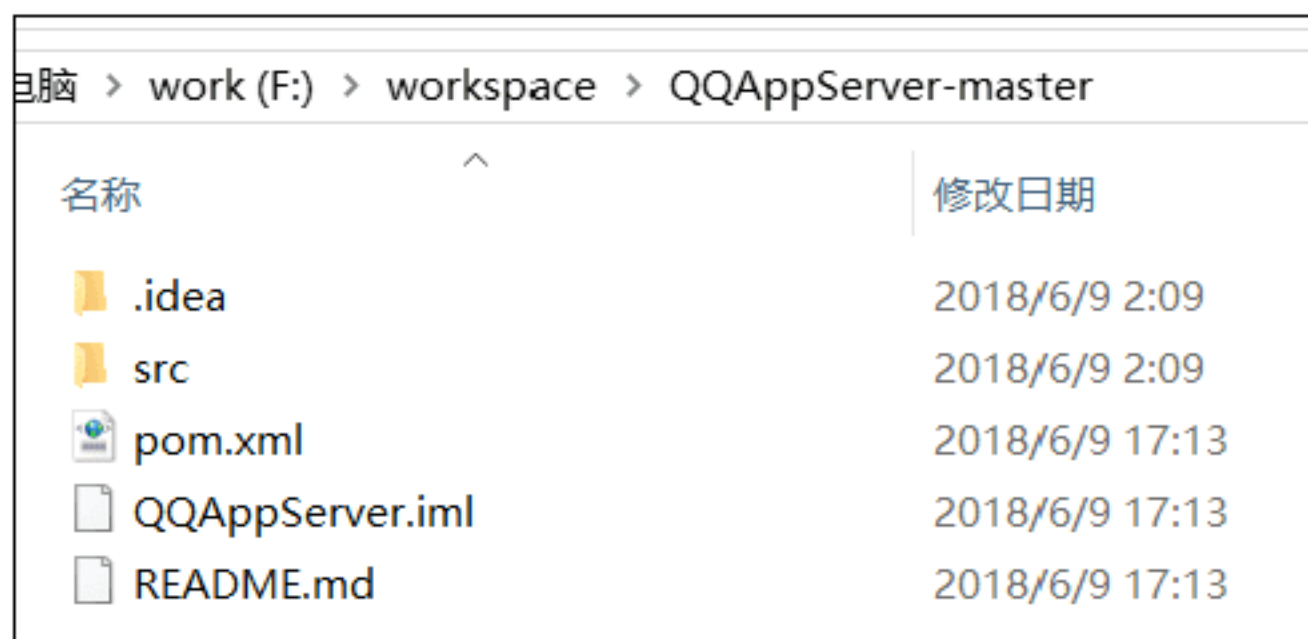 电脑 > work (F:) > workspace > QQAppServer-master
名称 修改日期
.idea 2018/6/9 2:09
src 2018/6/9 2:09
pom.xml 2018/6/9 17:13
QQAppServer.iml 2018/6/9 17:13
README.md 2018/6/9 17:13